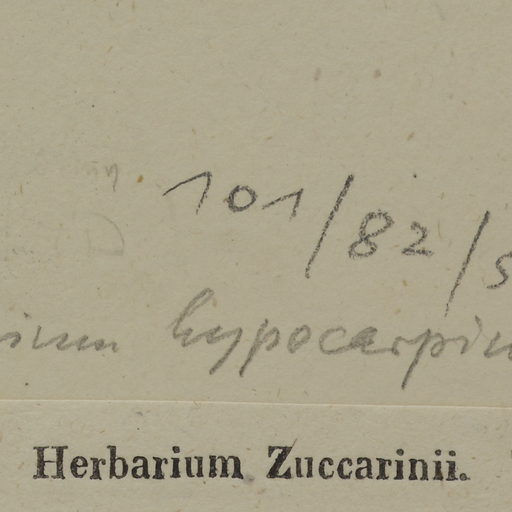 101/82/5
hypocarpiu
Herbarium Zuccarinii.